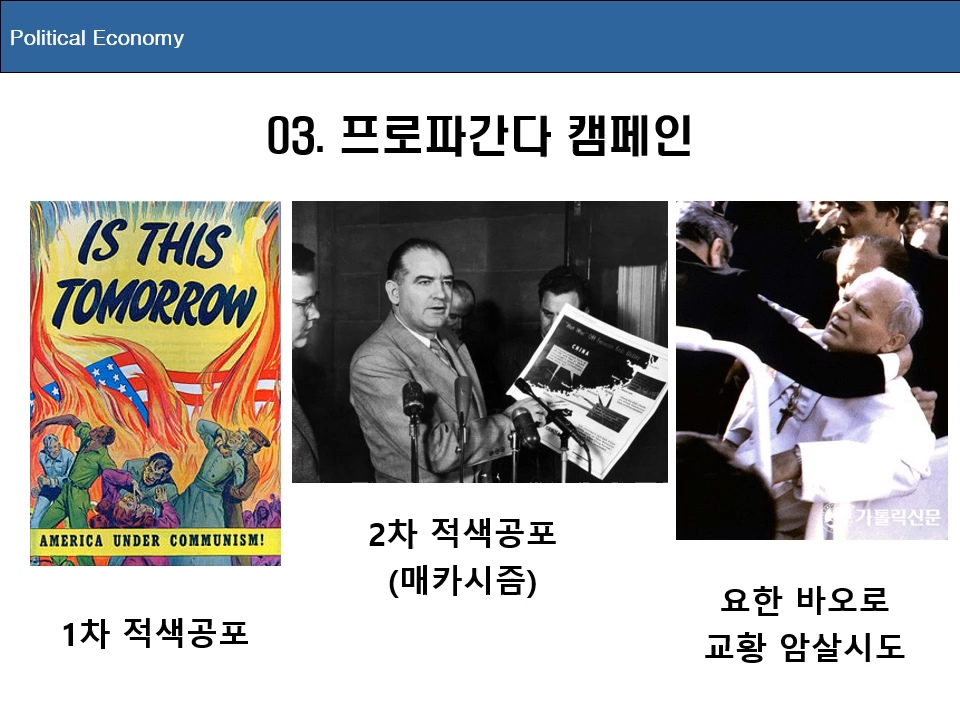 Political Economy
03. 프로파간다 캠페인
IS THIS
TOMORROW
AMERICA UNDER COMMUNISM!
CHINA
가톨릭신문
2차 적색공포
(매카시즘)
1차 적색공포
요한 바오로
교황 암살시도